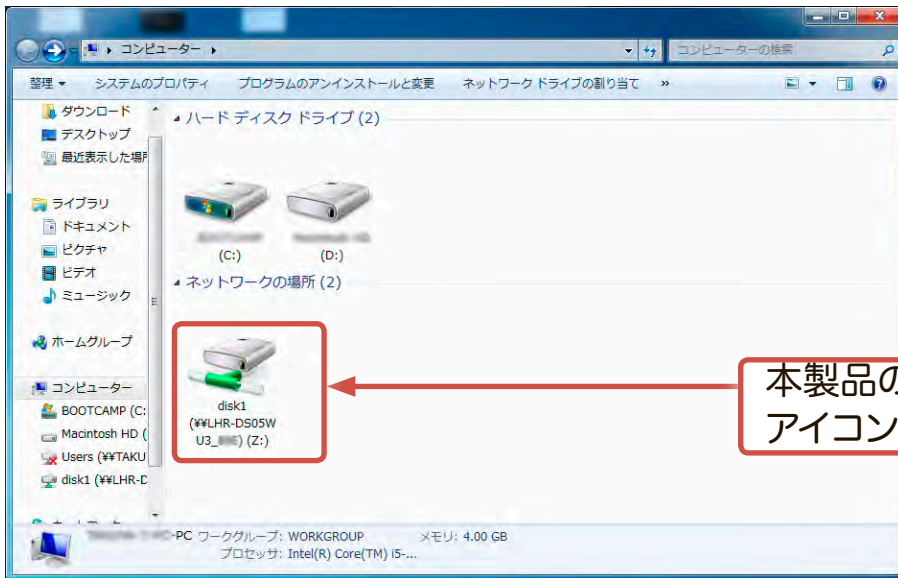 コンピューター
コンピューターの検索
整理 システムのプロパティ プログラムのアンインストールと変更 ネットワーク ドライブの割り当て »
ダウンロード
デスクトップ
最近表示した場所
ライブラリ
ドキュメント
ピクチャ
ビデオ
ミュージック
ホームグループ
コンピューター
BOOTCAMP (C:
Macintosh HD (
Users (¥¥TAKU
disk1 (¥¥LHR-D
ハード ディスク ドライブ (2)
(C:)
(D:)
ネットワークの場所 (2)
disk1
(¥¥LHR-DS05W
U3_ ) (Z:)
本製品の
アイコン
-PC ワークグループ: WORKGROUP メモリ: 4.00 GB
プロセッサ: Intel(R) Core(TM) i5-...